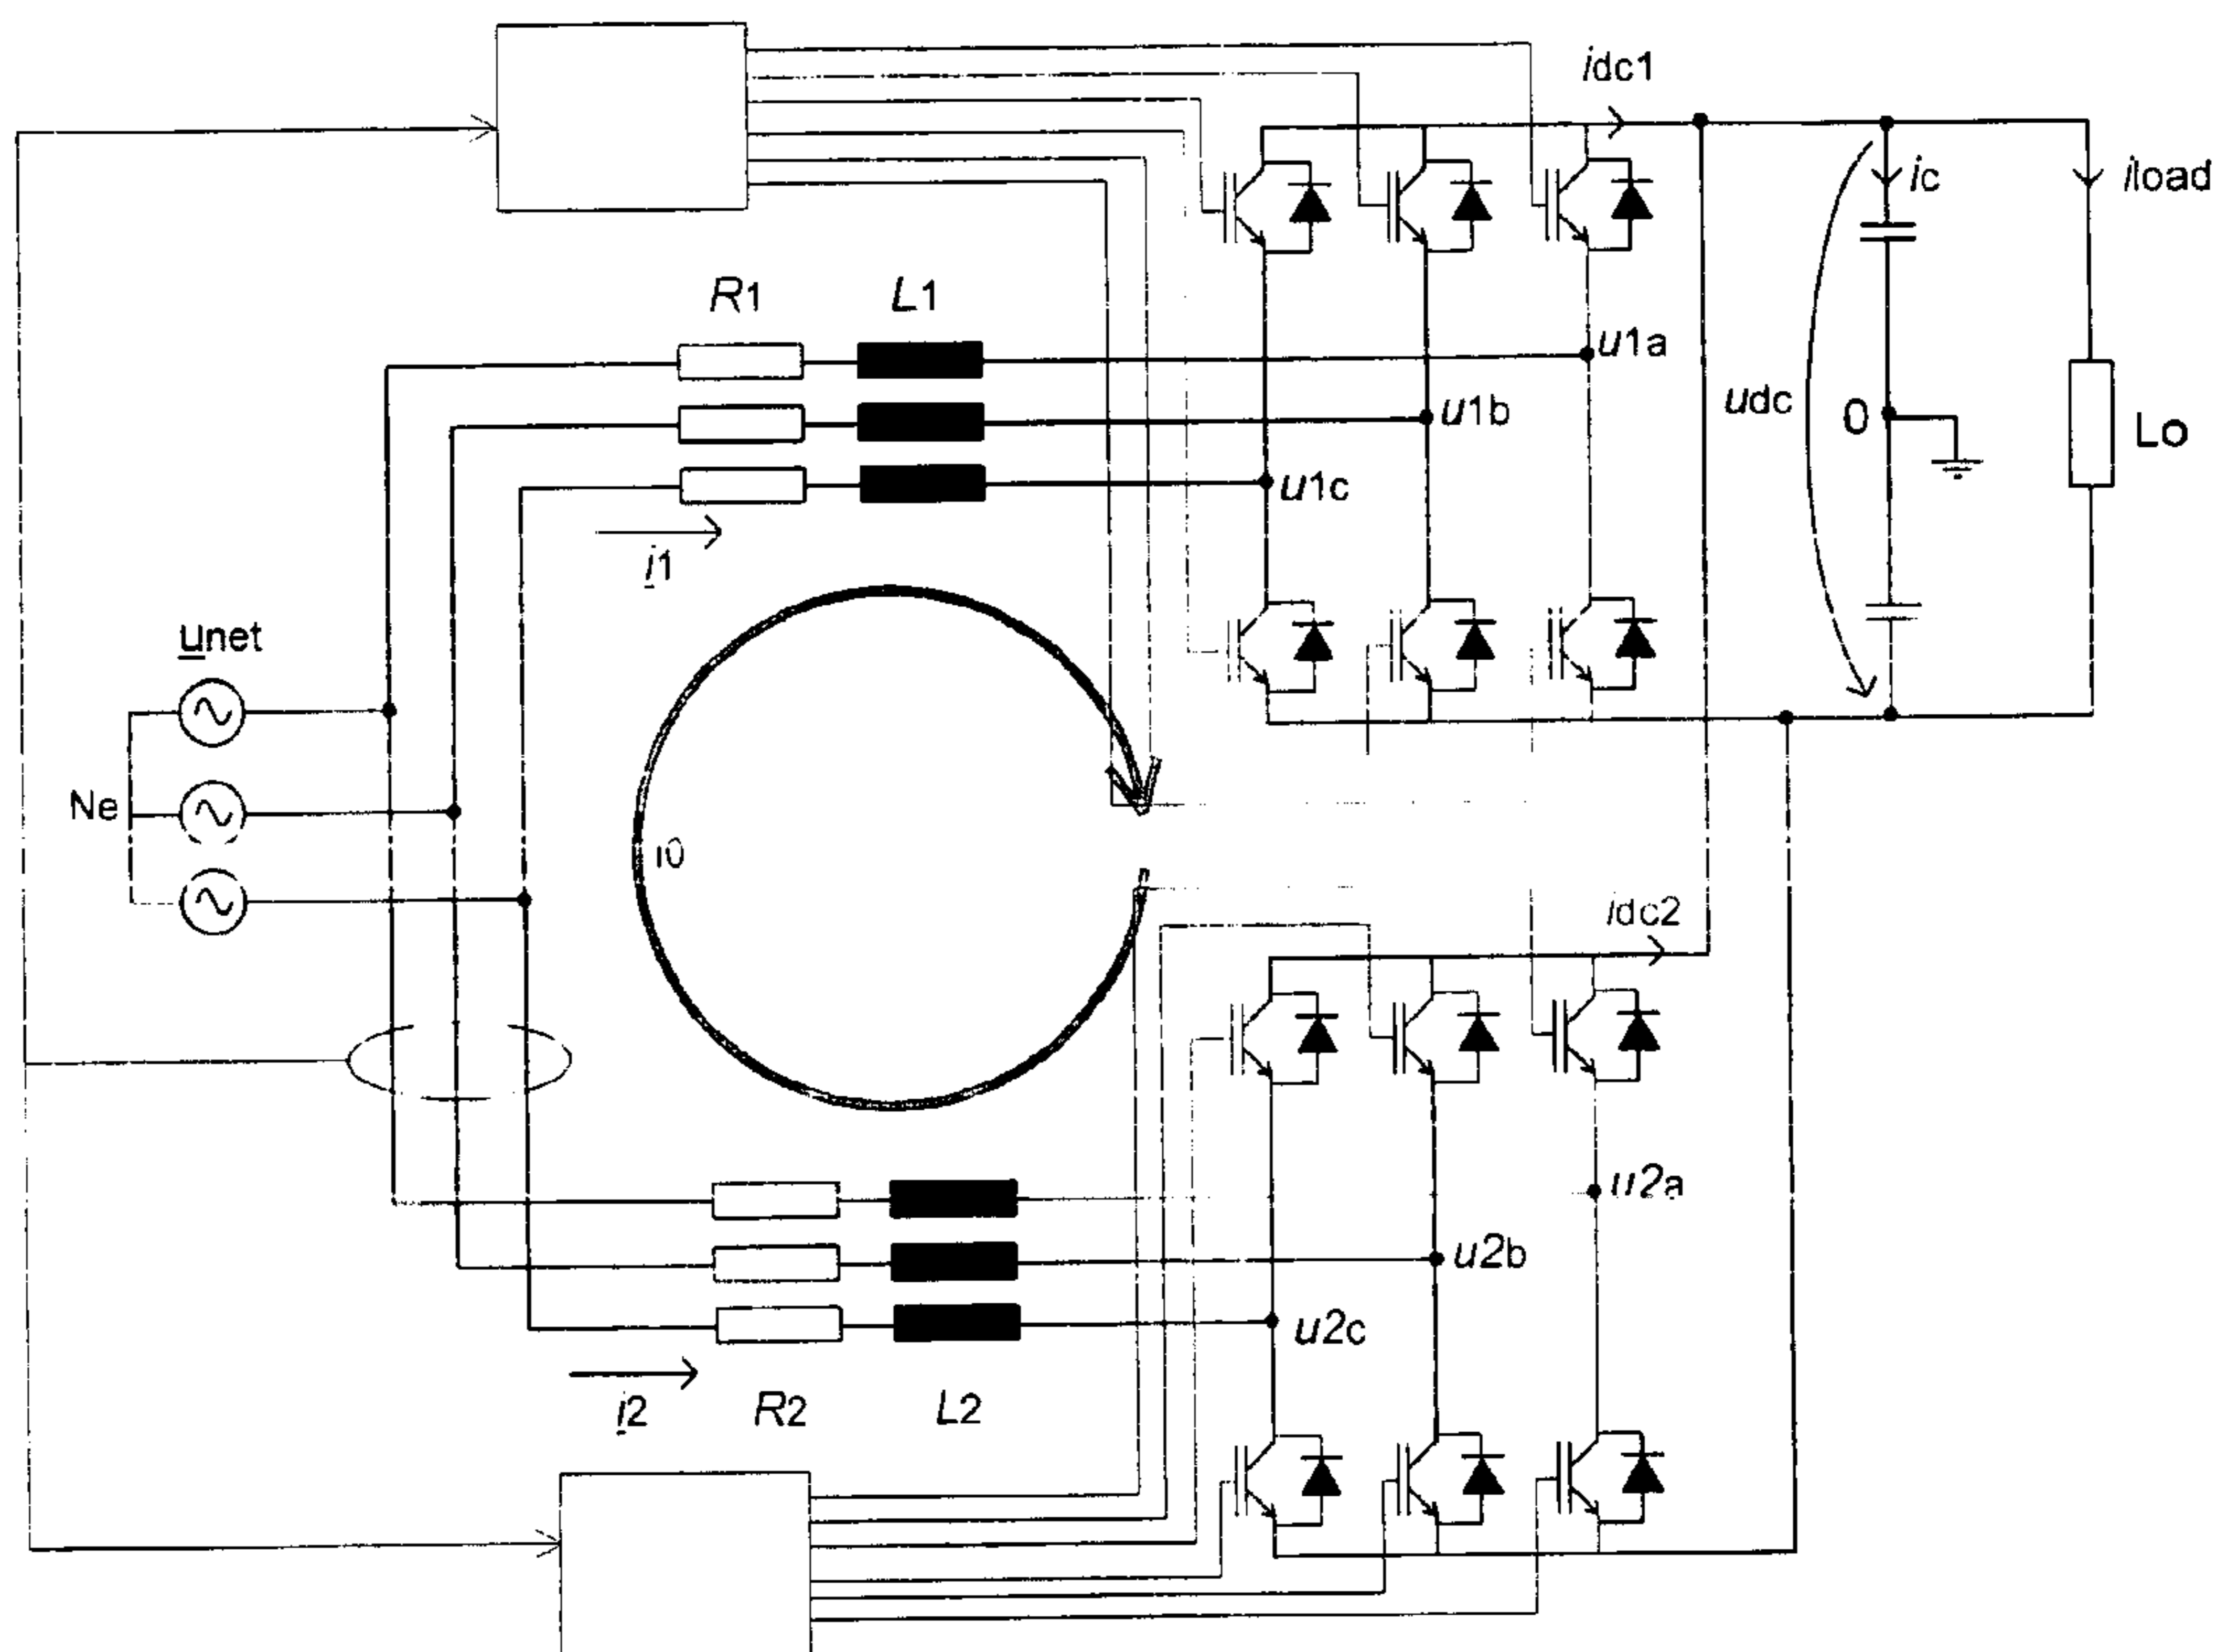 idc1
ic
iload
R1
L1
u1a
udc
0
Lo
u1b
u1c
i1
unet
Ne
i0
idc2
u2a
u2b
u2c
i2
R2
L2